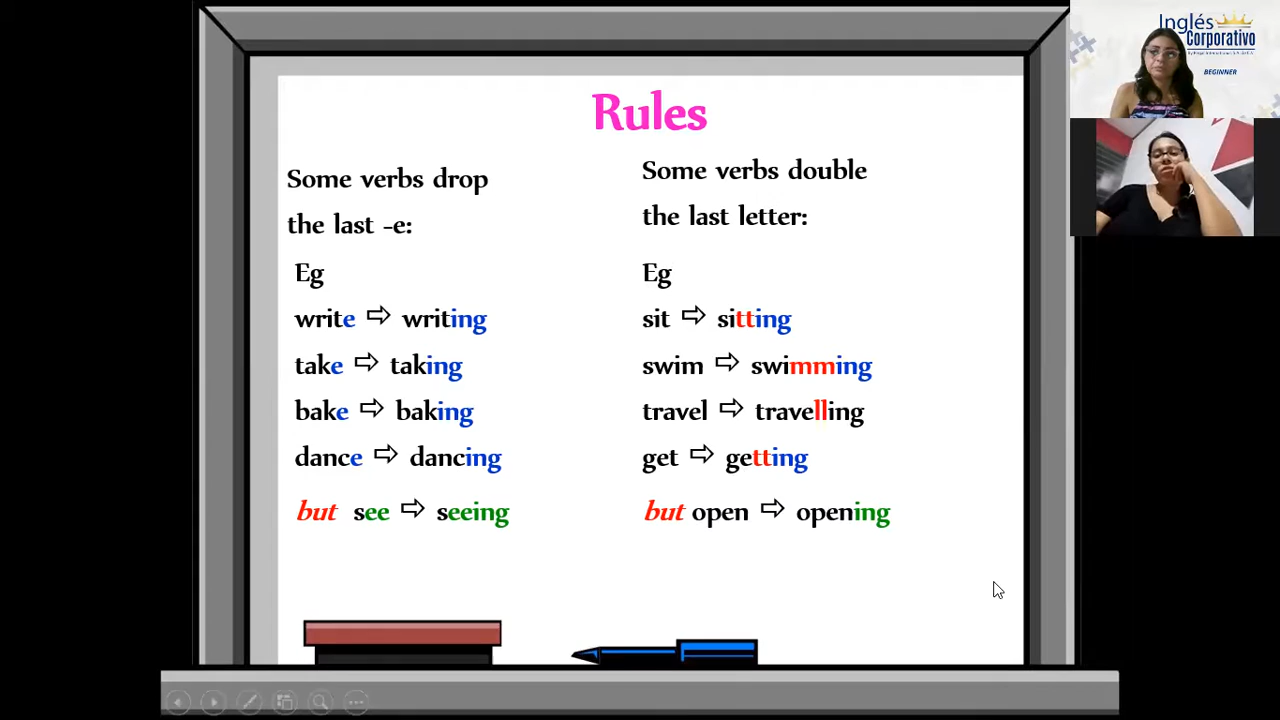 Rules
Some verbs drop
the last -e:
Eg
write ⇨ writing
take ⇨ taking
bake ⇨ baking
dance ⇨ dancing
but see ⇨ seeing
Some verbs double
the last letter:
Eg
sit ⇨ sitting
swim ⇨ swimming
travel ⇨ travelling
get ⇨ getting
but open ⇨ opening
Inglés
Corporativo
BEGINNER